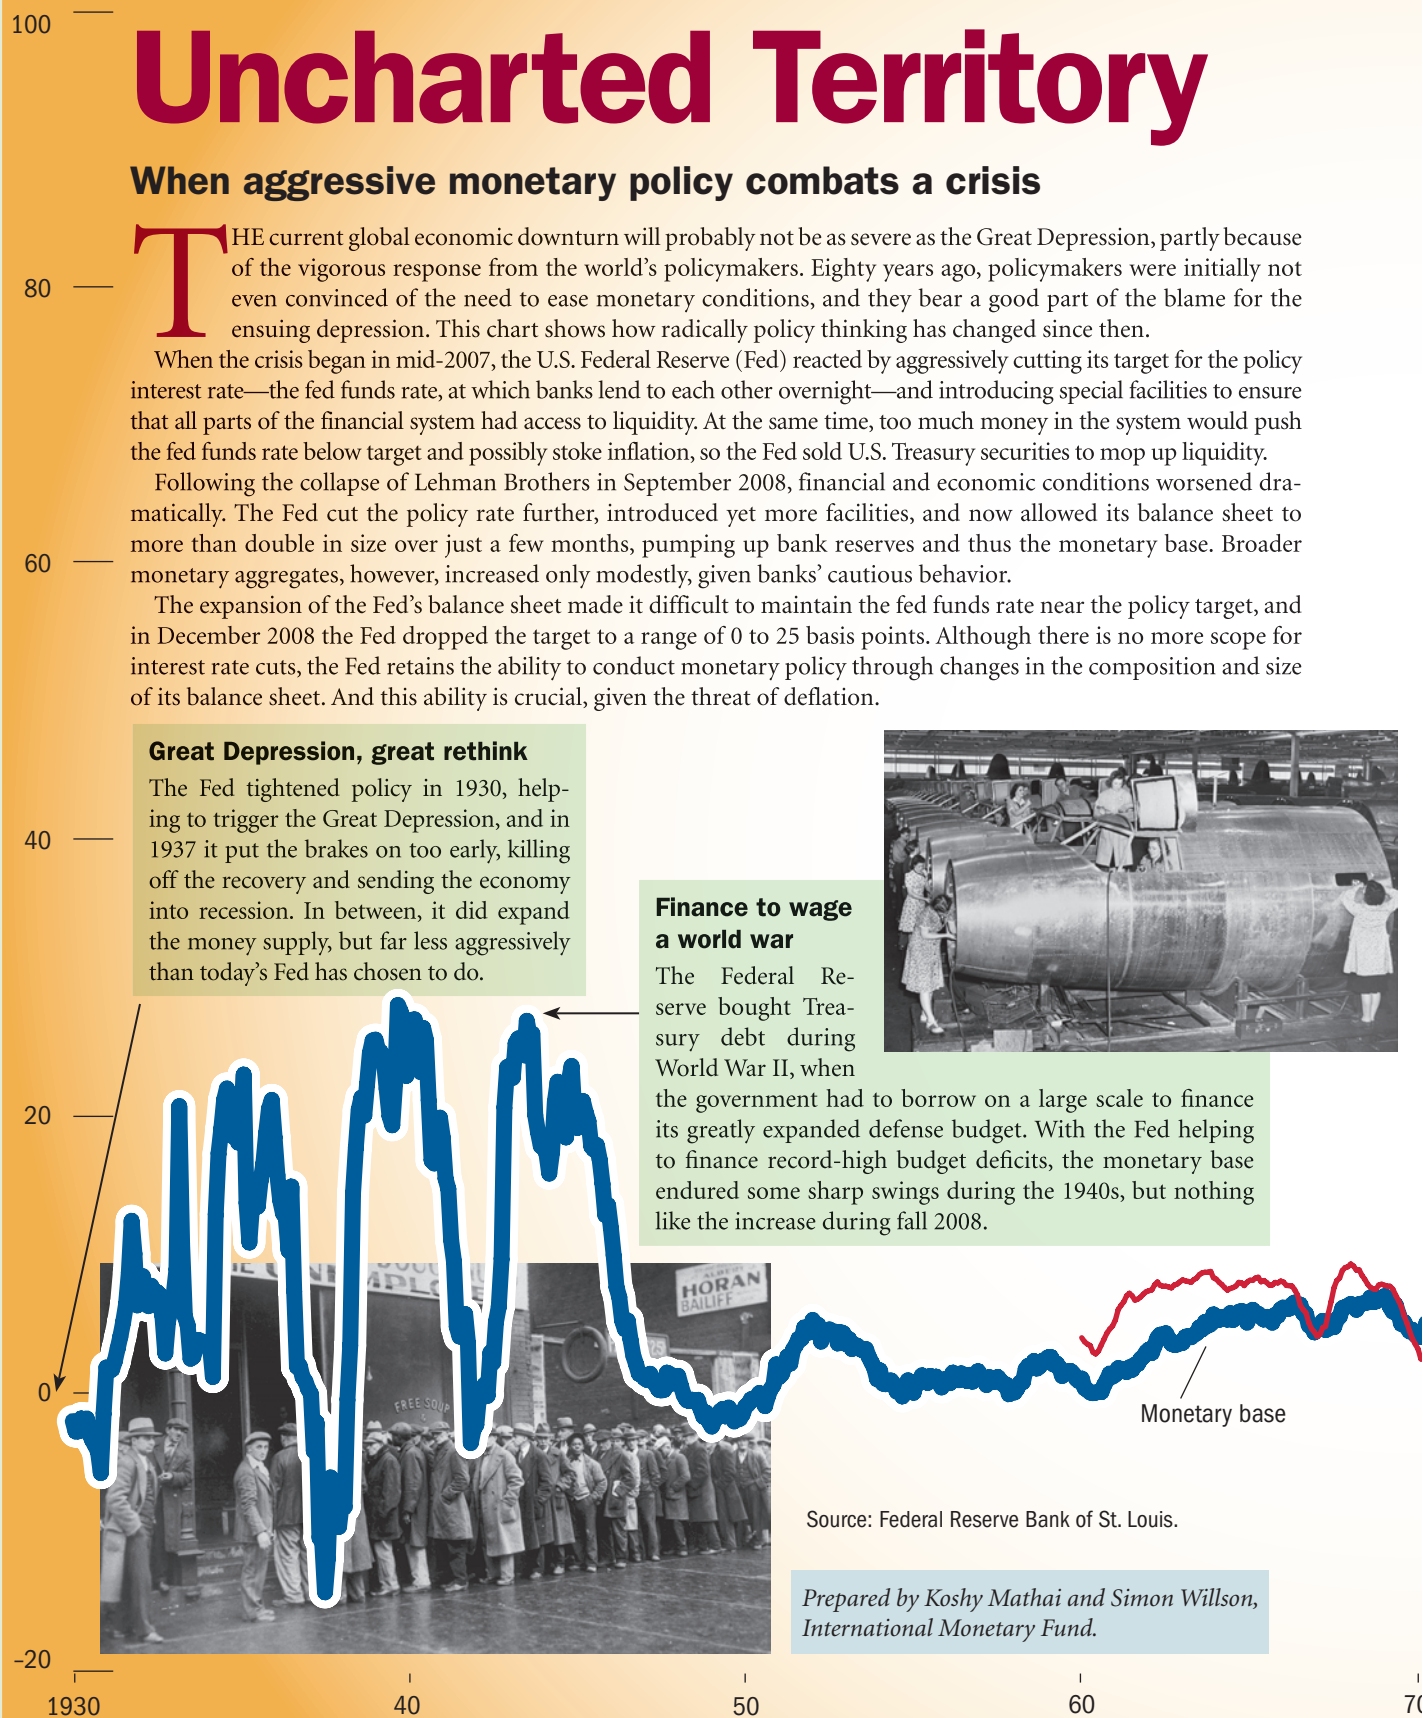 100
Uncharted Territory
When aggressive monetary policy combats a crisis
THE current global economic downturn will probably not be as severe as the Great Depression, partly because
of the vigorous response from the world's policymakers. Eighty years ago, policymakers were initially not
even convinced of the need to ease monetary conditions, and they bear a good part of the blame for the
ensuing depression. This chart shows how radically policy thinking has changed since then.
80
When the crisis began in mid-2007, the U.S. Federal Reserve (Fed) reacted by aggressively cutting its target for the policy
interest rate—the fed funds rate, at which banks lend to each other overnight—and introducing special facilities to ensure
that all parts of the financial system had access to liquidity. At the same time, too much money in the system would push
the fed funds rate below target and possibly stoke inflation, so the Fed sold U.S. Treasury securities to mop up liquidity.
Following the collapse of Lehman Brothers in September 2008, financial and economic conditions worsened dra-
matically. The Fed cut the policy rate further, introduced yet more facilities, and now allowed its balance sheet to
more than double in size over just a few months, pumping up bank reserves and thus the monetary base. Broader
monetary aggregates, however, increased only modestly, given banks' cautious behavior.
60
The expansion of the Fed's balance sheet made it difficult to maintain the fed funds rate near the policy target, and
in December 2008 the Fed dropped the target to a range of 0 to 25 basis points. Although there is no more scope for
interest rate cuts, the Fed retains the ability to conduct monetary policy through changes in the composition and size
of its balance sheet. And this ability is crucial, given the threat of deflation.
Great Depression, great rethink
The Fed tightened policy in 1930, help-
ing to trigger the Great Depression, and in
1937 it put the brakes on too early, killing
off the recovery and sending the economy
into recession. In between, it did expand
the money supply, but far less aggressively
than today's Fed has chosen to do.
40
Finance to wage
a world war
The Federal Re-
serve bought Trea-
sury debt during
World War II, when
the government had to borrow on a large scale to finance
its greatly expanded defense budget. With the Fed helping
to finance record-high budget deficits, the monetary base
endured some sharp swings during the 1940s, but nothing
like the increase during fall 2008.
20
HORAN
BAILIFF
FREE SOUP
0
Monetary base
Source: Federal Reserve Bank of St. Louis.
Prepared by Koshy Mathai and Simon Willson,
International Monetary Fund.
–20
1930
40
50
60